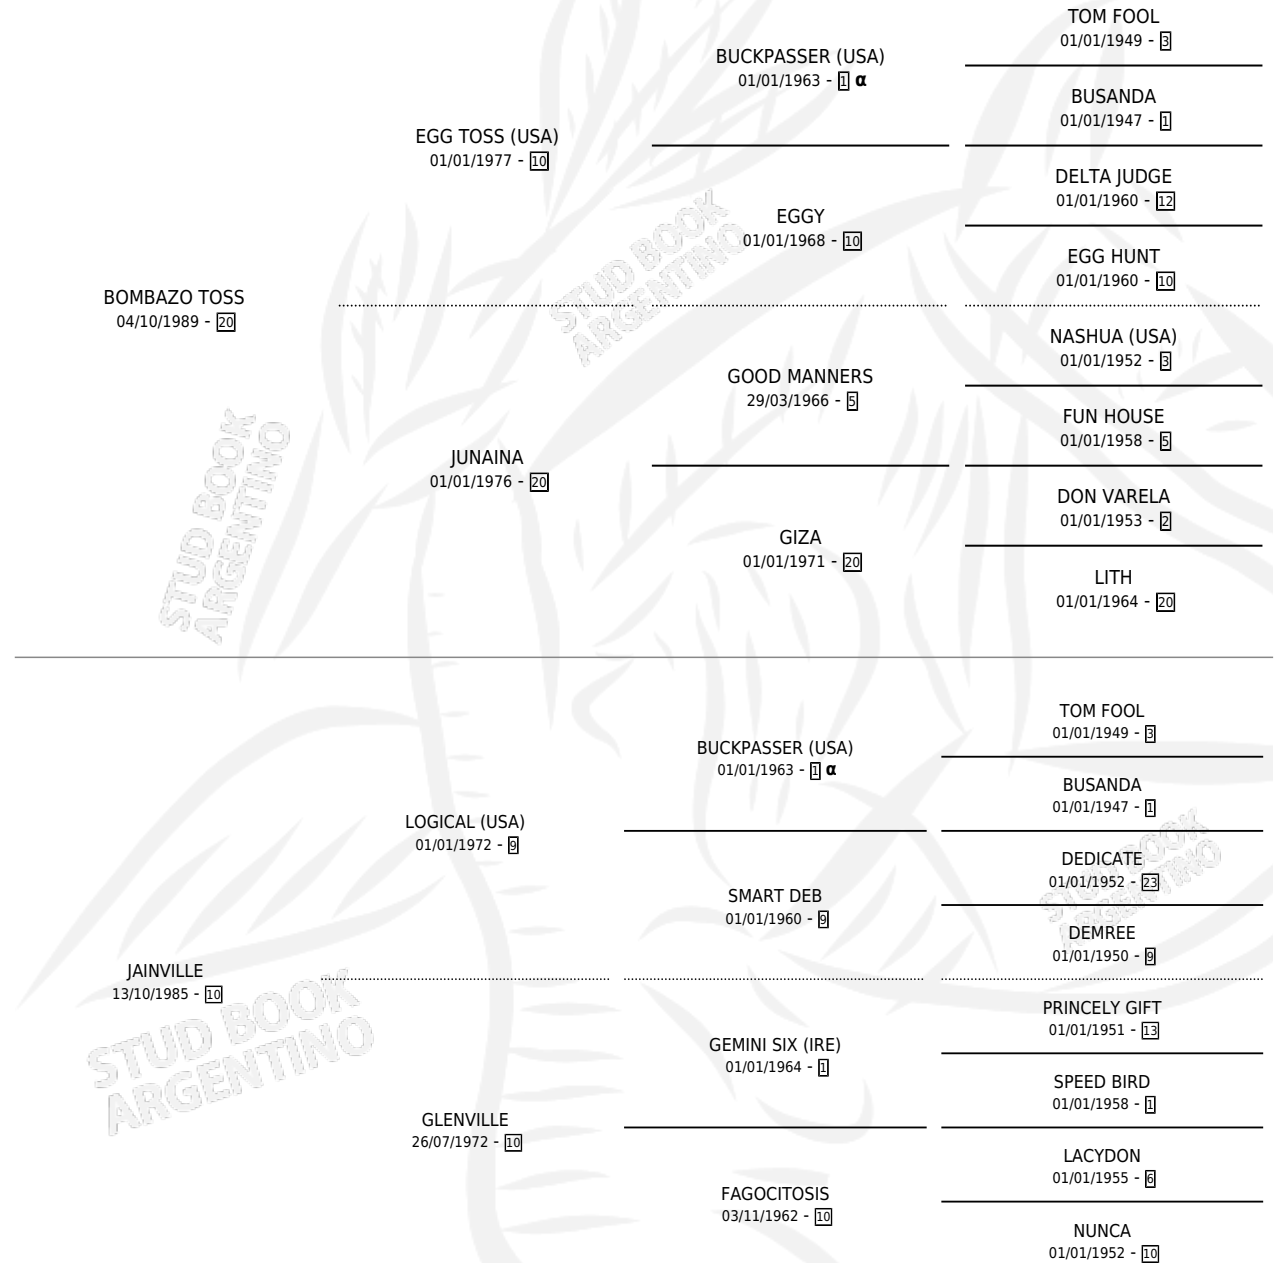 TOM FOOL
01/01/1949 - 3
BUCKPASSER (USA)
01/01/1963 - 1 α
BUSANDA
01/01/1947 - 1
EGG TOSS (USA)
01/01/1977 - 10
DELTA JUDGE
01/01/1960 - 12
EGGY
01/01/1968 - 10
EGG HUNT
01/01/1960 - 10
BOMBAZO TOSS
04/10/1989 - 20
NASHUA (USA)
01/01/1952 - 3
GOOD MANNERS
29/03/1966 - 5
FUN HOUSE
01/01/1958 - 5
JUNAINA
01/01/1976 - 20
DON VARELA
01/01/1953 - 2
GIZA
01/01/1971 - 20
LITH
01/01/1964 - 20
STUD BOOK
ARGENTINO
STUD BOOK
ARGENTINO
TOM FOOL
01/01/1949 - 3
BUCKPASSER (USA)
01/01/1963 - 1 α
BUSANDA
01/01/1947 - 1
LOGICAL (USA)
01/01/1972 - 9
DEDICATE
01/01/1952 - 23
SMART DEB
01/01/1960 - 9
DEMREE
01/01/1950 - 9
JAINVILLE
13/10/1985 - 10
PRINCELY GIFT
01/01/1951 - 13
GEMINI SIX (IRE)
01/01/1964 - 1
SPEED BIRD
01/01/1958 - 1
GLENVILLE
26/07/1972 - 10
LACYDON
01/01/1955 - 6
FAGOCITOSIS
03/11/1962 - 10
NUNCA
01/01/1952 - 10
STUD BOOK
ARGENTINO
STUD BOOK
ARGENTINO